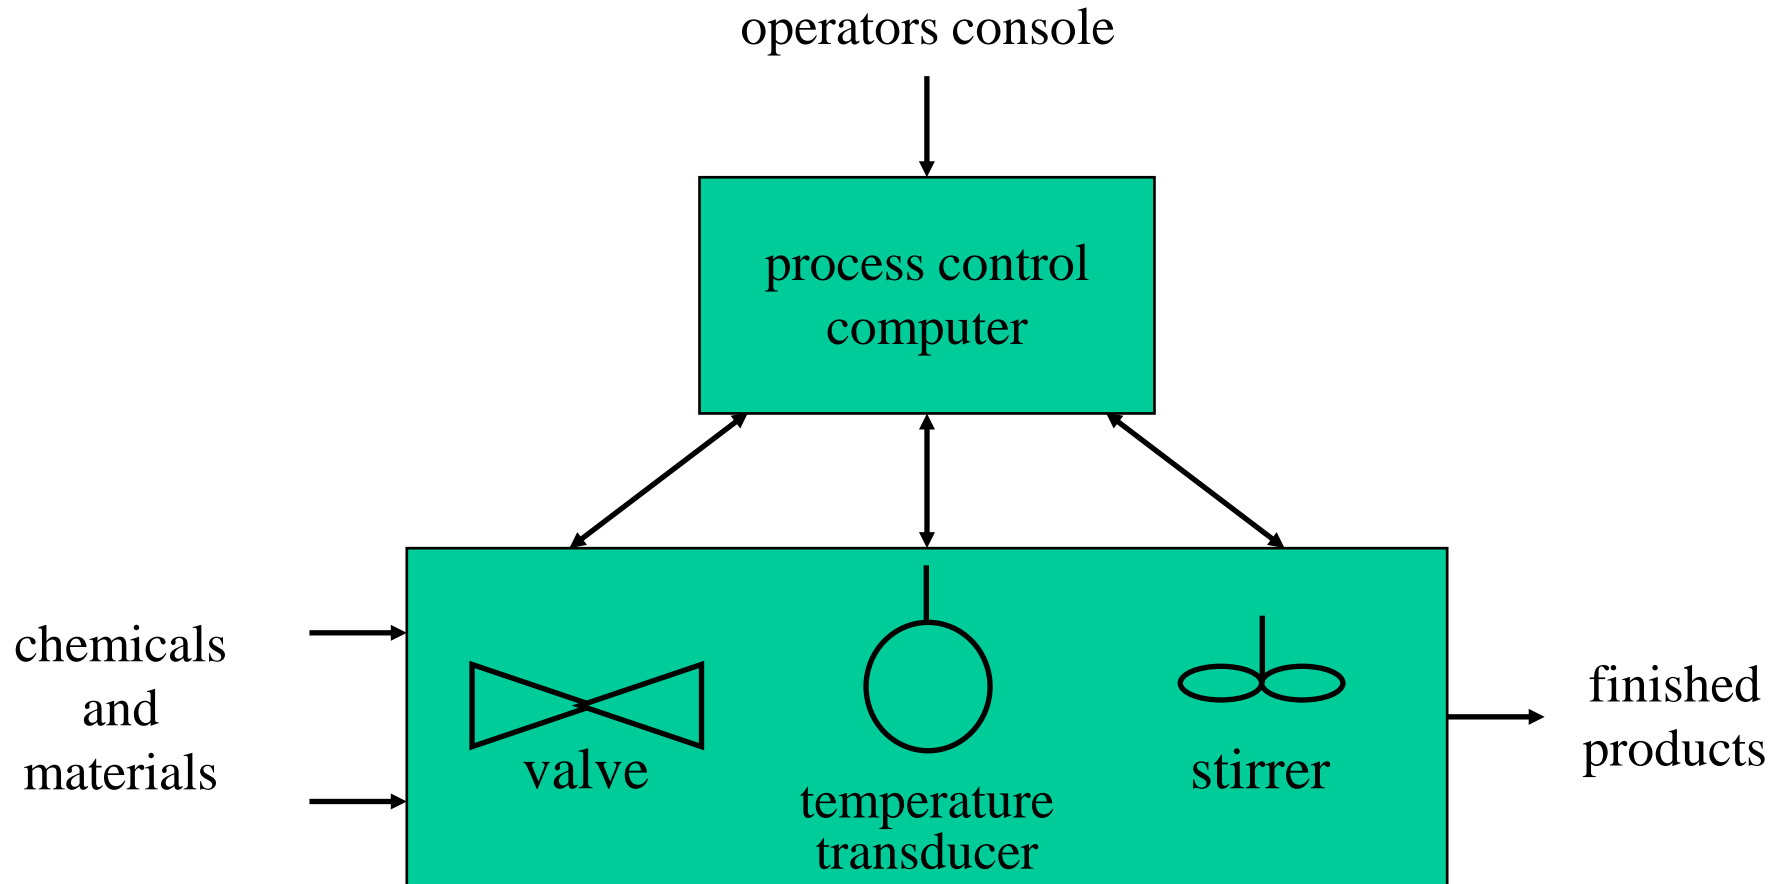 operators console
process control
computer
chemicals
and
materials
valve
temperature
transducer
stirrer
finished
products